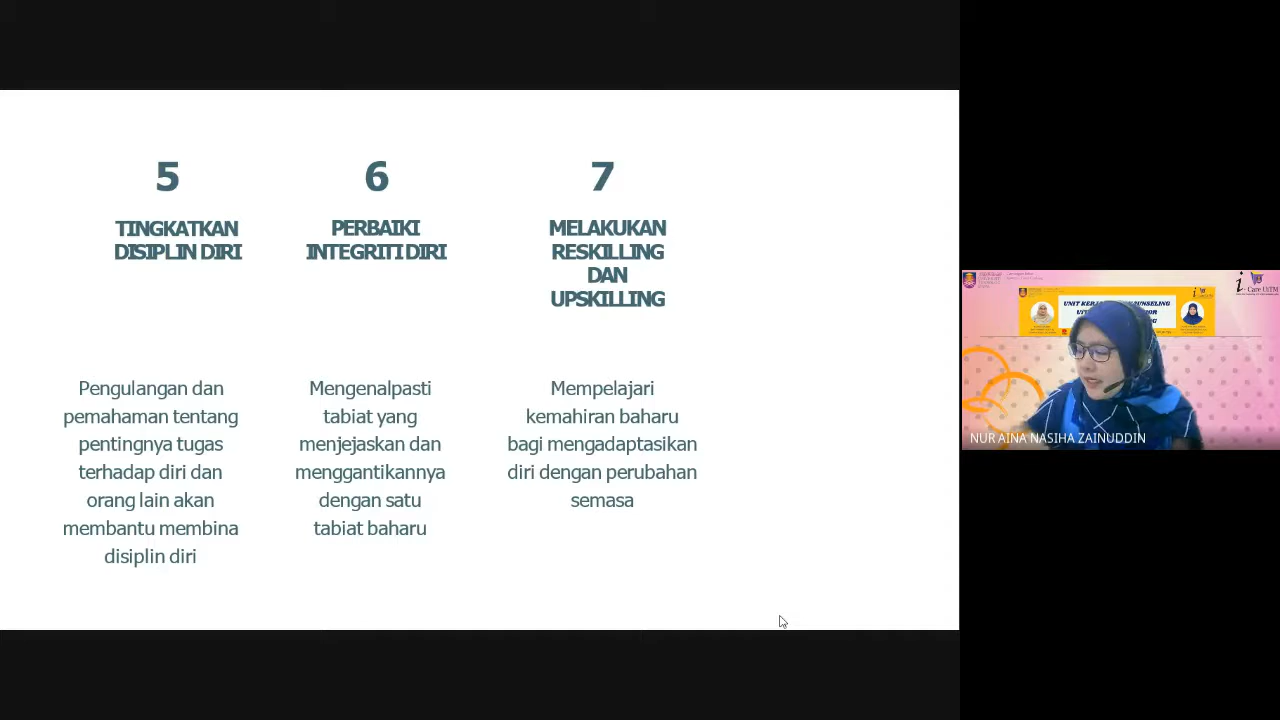 5
TINGKATKAN
DISIPLIN DIRI
Pengulangan dan
pemahaman tentang
pentingnya tugas
terhadap diri dan
orang lain akan
membantu membina
disiplin diri
6
PERBAIKI
INTEGRITI DIRI
Mengenalpasti
tabiat yang
menjejaskan dan
menggantikannya
dengan satu
tabiat baharu
7
MELAKUKAN
RESKILLING
DAN
UPSKILLING
Mempelajari
kemahiran baharu
bagi mengadaptasikan
diri dengan perubahan
semasa
i. Care UiTM
NUR AINA NASIHA ZAINUDDIN